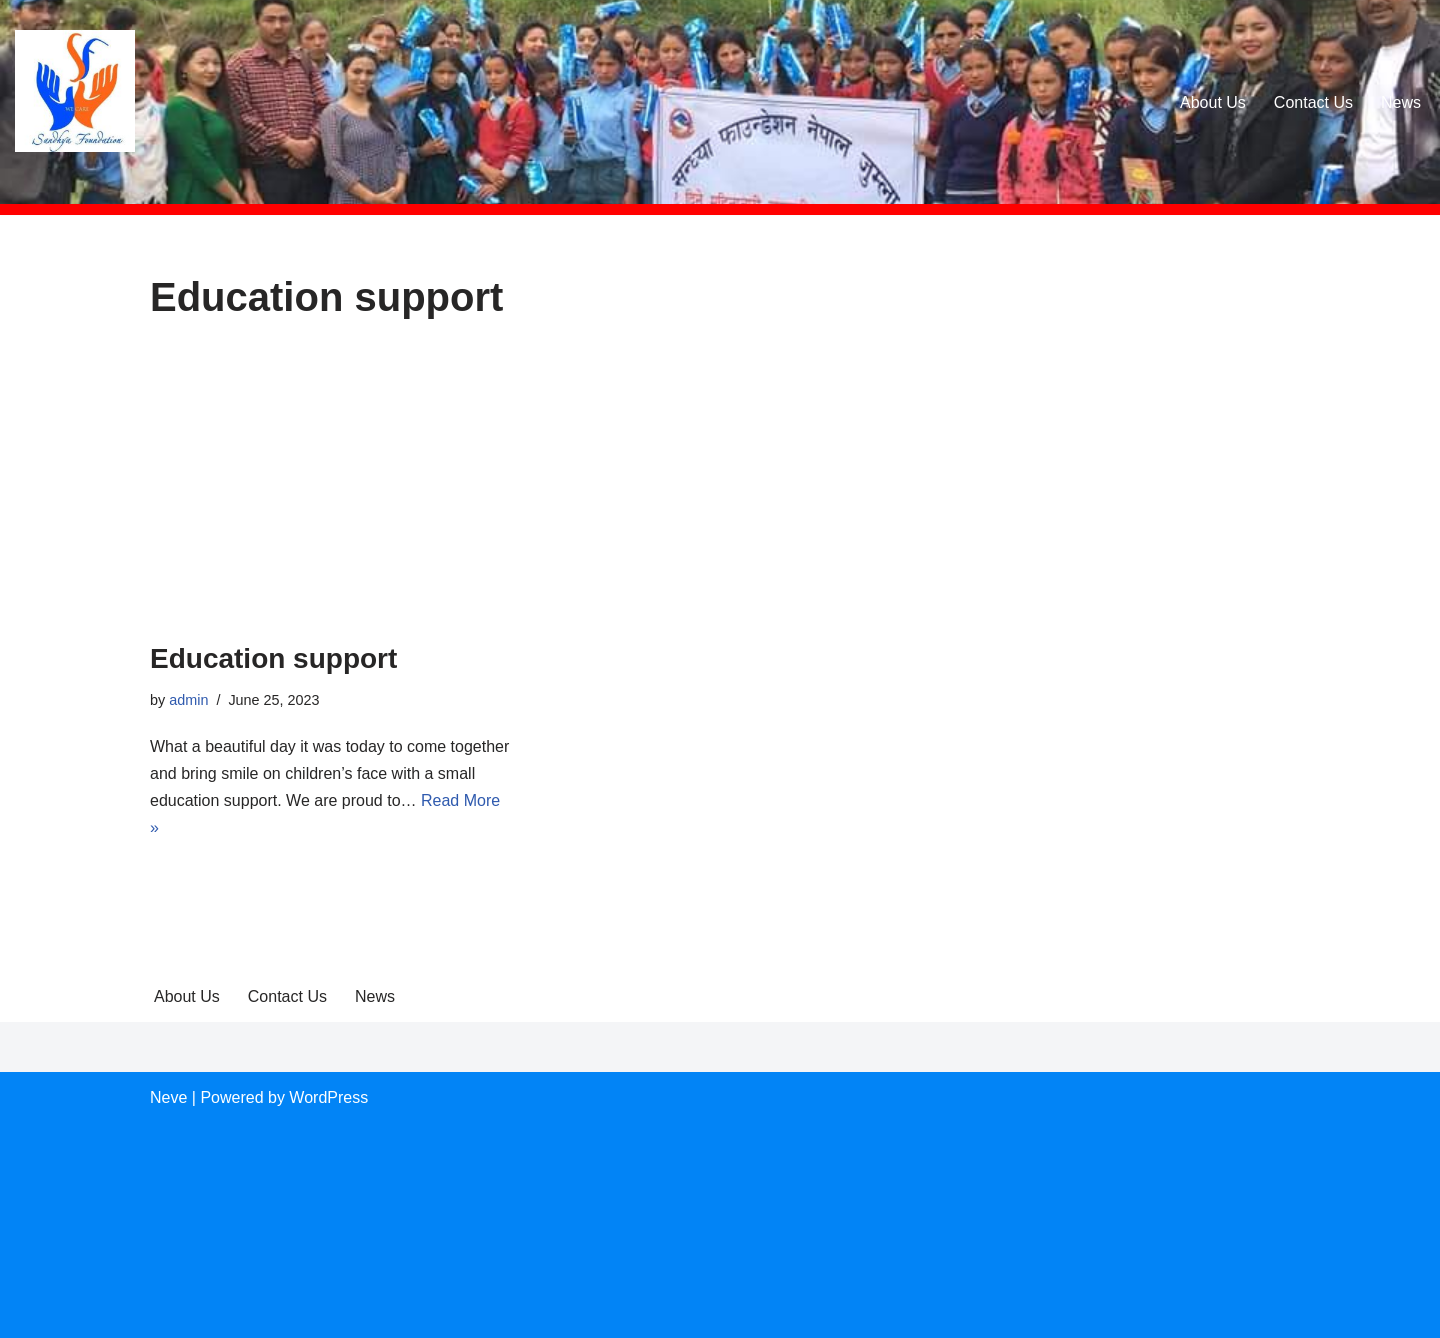 WE CARE
Sandhya Foundation
About Us
Contact Us
News
सन्ध्या फाउन्डेशन नेपाल जुम्ला
Education support
Education support
by admin / June 25, 2023
What a beautiful day it was today to come together
and bring smile on children’s face with a small
education support. We are proud to… Read More
»
About Us
Contact Us
News
Neve | Powered by WordPress